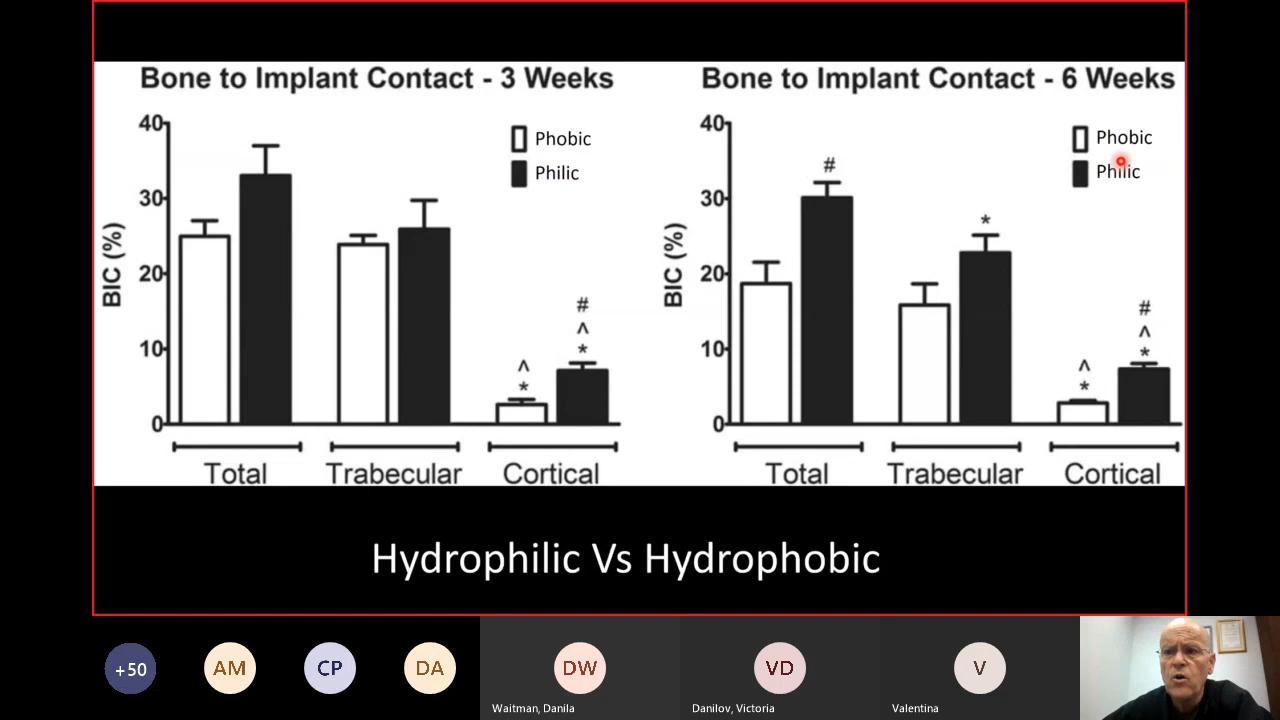 Bone to Implant Contact - 3 Weeks
40
30
20
10
0
BIC (%)
Phobic
Philic
^
*
#
^
*
Total
Trabecular
Cortical
Bone to Implant Contact - 6 Weeks
40
30
20
10
0
BIC (%)
Phobic
Philic
#
*
^
*
#
^
*
Total
Trabecular
Cortical
Hydrophilic Vs Hydrophobic
+50
AM
CP
DA
DW
Waitman, Danila
VD
Danilov, Victoria
V
Valentina